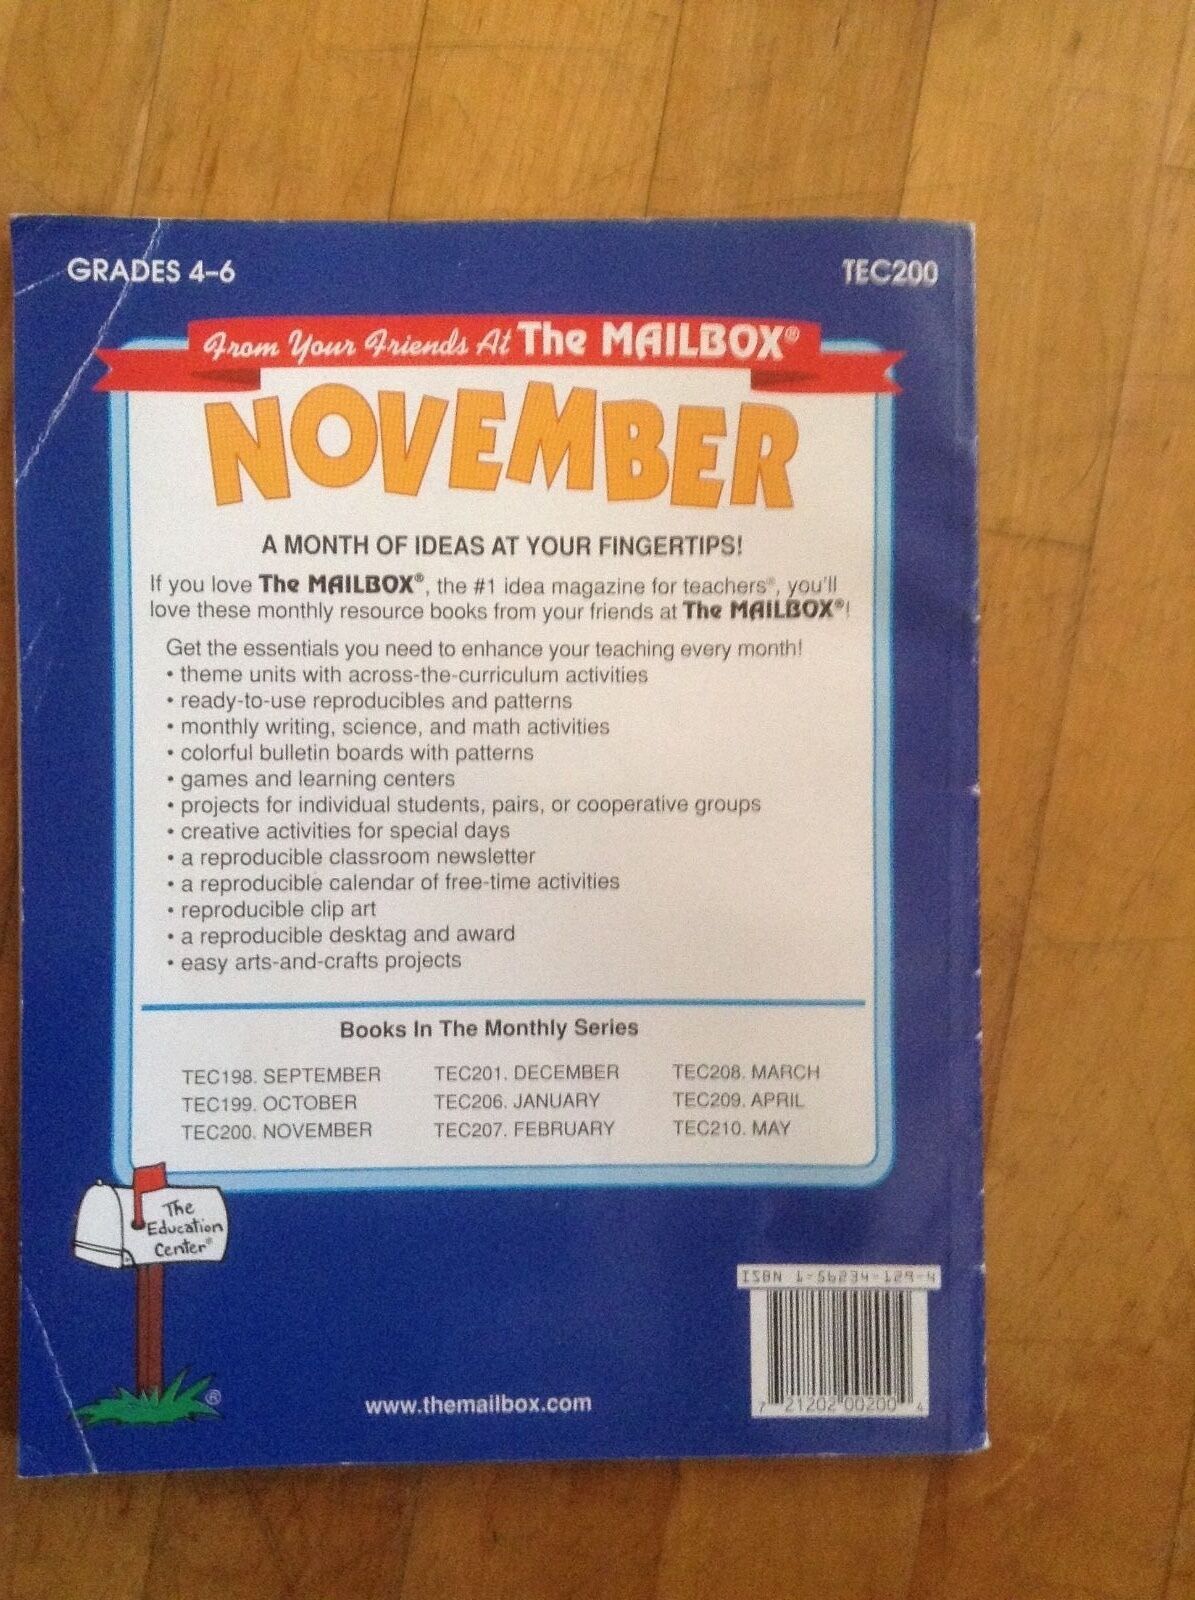 GRADES 4–6
TEC200
From Your Friends At The MAILBOX®
NOVEMBER
A MONTH OF IDEAS AT YOUR FINGERTIPS!
If you love The MAILBOX®, the #1 idea magazine for teachers®, you'll
love these monthly resource books from your friends at The MAILBOX®!
Get the essentials you need to enhance your teaching every month!
• theme units with across-the-curriculum activities
• ready-to-use reproducibles and patterns
• monthly writing, science, and math activities
• colorful bulletin boards with patterns
• games and learning centers
• projects for individual students, pairs, or cooperative groups
• creative activities for special days
• a reproducible classroom newsletter
• a reproducible calendar of free-time activities
• reproducible clip art
• a reproducible desktag and award
• easy arts-and-crafts projects
Books In The Monthly Series
TEC198. SEPTEMBER
TEC199. OCTOBER
TEC200. NOVEMBER
TEC201. DECEMBER
TEC206. JANUARY
TEC207. FEBRUARY
TEC208. MARCH
TEC209. APRIL
TEC210. MAY
The
Education
Center®
®
www.themailbox.com
ISBN 1-56234-129-4
7 21202 00200 4